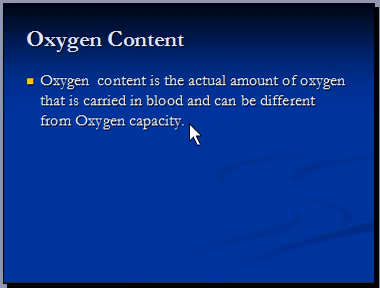 Oxygen Content
Oxygen  content is the actual amount of oxygen
that is carried in blood and can be different
from Oxygen capacity.